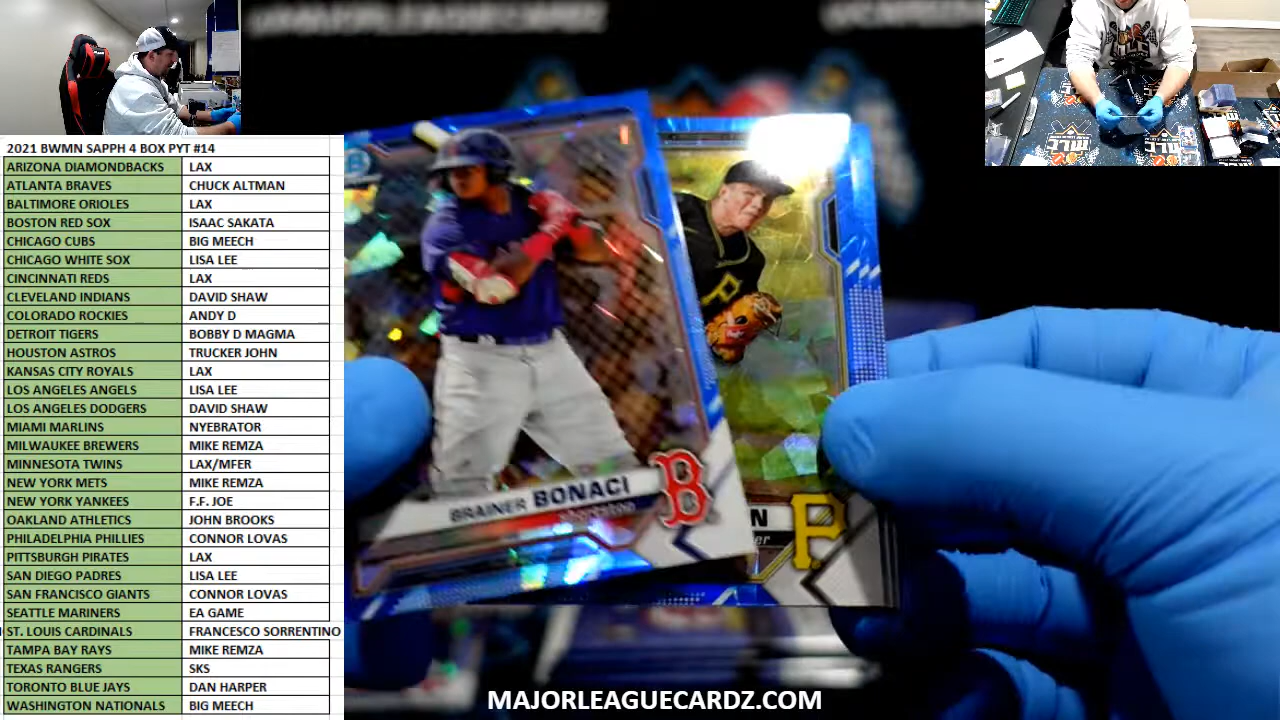 2021 BWMN SAPPH 4 BOX PYT #14
ARIZONA DIAMONDBACKS LAX
ATLANTA BRAVES CHUCK ALTMAN
BALTIMORE ORIOLES LAX
BOSTON RED SOX ISAAC SAKATA
CHICAGO CUBS BIG MEECH
CHICAGO WHITE SOX LISA LEE
CINCINNATI REDS LAX
CLEVELAND INDIANS DAVID SHAW
COLORADO ROCKIES ANDY D
DETROIT TIGERS BOBBY D MAGMA
HOUSTON ASTROS TRUCKER JOHN
KANSAS CITY ROYALS LAX
LOS ANGELES ANGELS LISA LEE
LOS ANGELES DODGERS DAVID SHAW
MIAMI MARLINS NYEBRATOR
MILWAUKEE BREWERS MIKE REMZA
MINNESOTA TWINS LAX/MFER
NEW YORK METS MIKE REMZA
NEW YORK YANKEES F.F. JOE
OAKLAND ATHLETICS JOHN BROOKS
PHILADELPHIA PHILLIES CONNOR LOVAS
PITTSBURGH PIRATES LAX
SAN DIEGO PADRES LISA LEE
SAN FRANCISCO GIANTS CONNOR LOVAS
SEATTLE MARINERS EA GAME
ST. LOUIS CARDINALS FRANCESCO SORRENTINO
TAMPA BAY RAYS MIKE REMZA
TEXAS RANGERS SKS
TORONTO BLUE JAYS DAN HARPER
WASHINGTON NATIONALS BIG MEECH
BRAINER BONACI
B
P
N
er
P
MLC
MLC
MLC
MAJORLEAGUECARDZ.COM